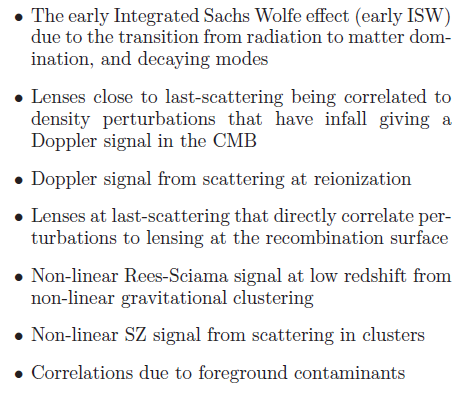 • The early Integrated Sachs Wolfe effect (early ISW)
due to the transition from radiation to matter dom-
ination, and decaying modes
• Lenses close to last-scattering being correlated to
density perturbations that have infall giving a
Doppler signal in the CMB
• Doppler signal from scattering at reionization
• Lenses at last-scattering that directly correlate per-
turbations to lensing at the recombination surface
• Non-linear Rees-Sciama signal at low redshift from
non-linear gravitational clustering
• Non-linear SZ signal from scattering in clusters
• Correlations due to foreground contaminants